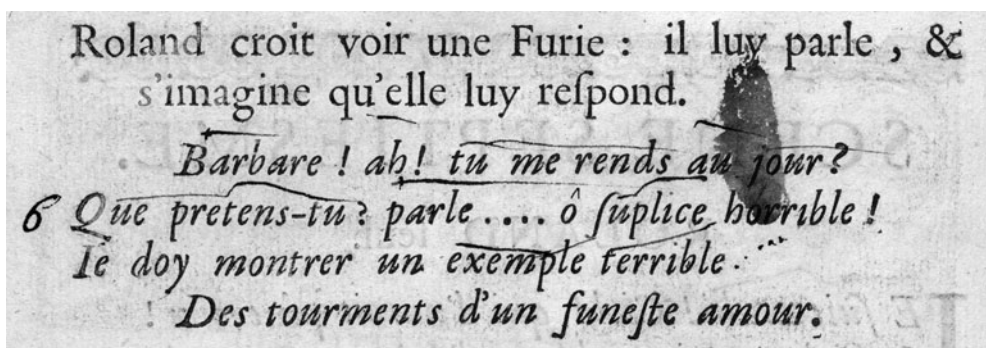 Roland croit voir une Furie : il luy parle , &
s'imagine qu'elle luy reſpond.
Barbare ! ah ! tu me rends au jour ?
6 Que pretens-tu ? parle .... ô ſuplice horrible !
Ie doy montrer un exemple terrible .
Des tourments d'un funeſte amour.